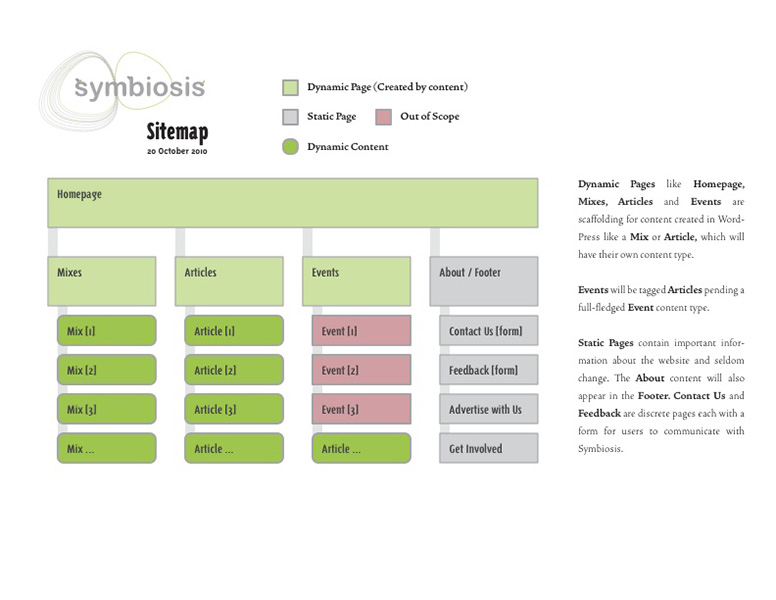 symbiosis
Sitemap
20 October 2010
Dynamic Page (Created by content)
Static Page
Out of Scope
Dynamic Content
Homepage
Mixes
Articles
Events
About / Footer
Mix [1]
Article [1]
Event [1]
Contact Us [form]
Mix [2]
Article [2]
Event [2]
Feedback [form]
Mix [3]
Article [3]
Event [3]
Advertise with Us
Mix ...
Article ...
Article ...
Get Involved
Dynamic Pages like Homepage,
Mixes, Articles and Events are
scaffolding for content created in Word-
Press like a Mix or Article, which will
have their own content type.
Events will be tagged Articles pending a
full-fledged Event content type.
Static Pages contain important infor-
mation about the website and seldom
change. The About content will also
appear in the Footer. Contact Us and
Feedback are discrete pages each with a
form for users to communicate with
Symbiosis.